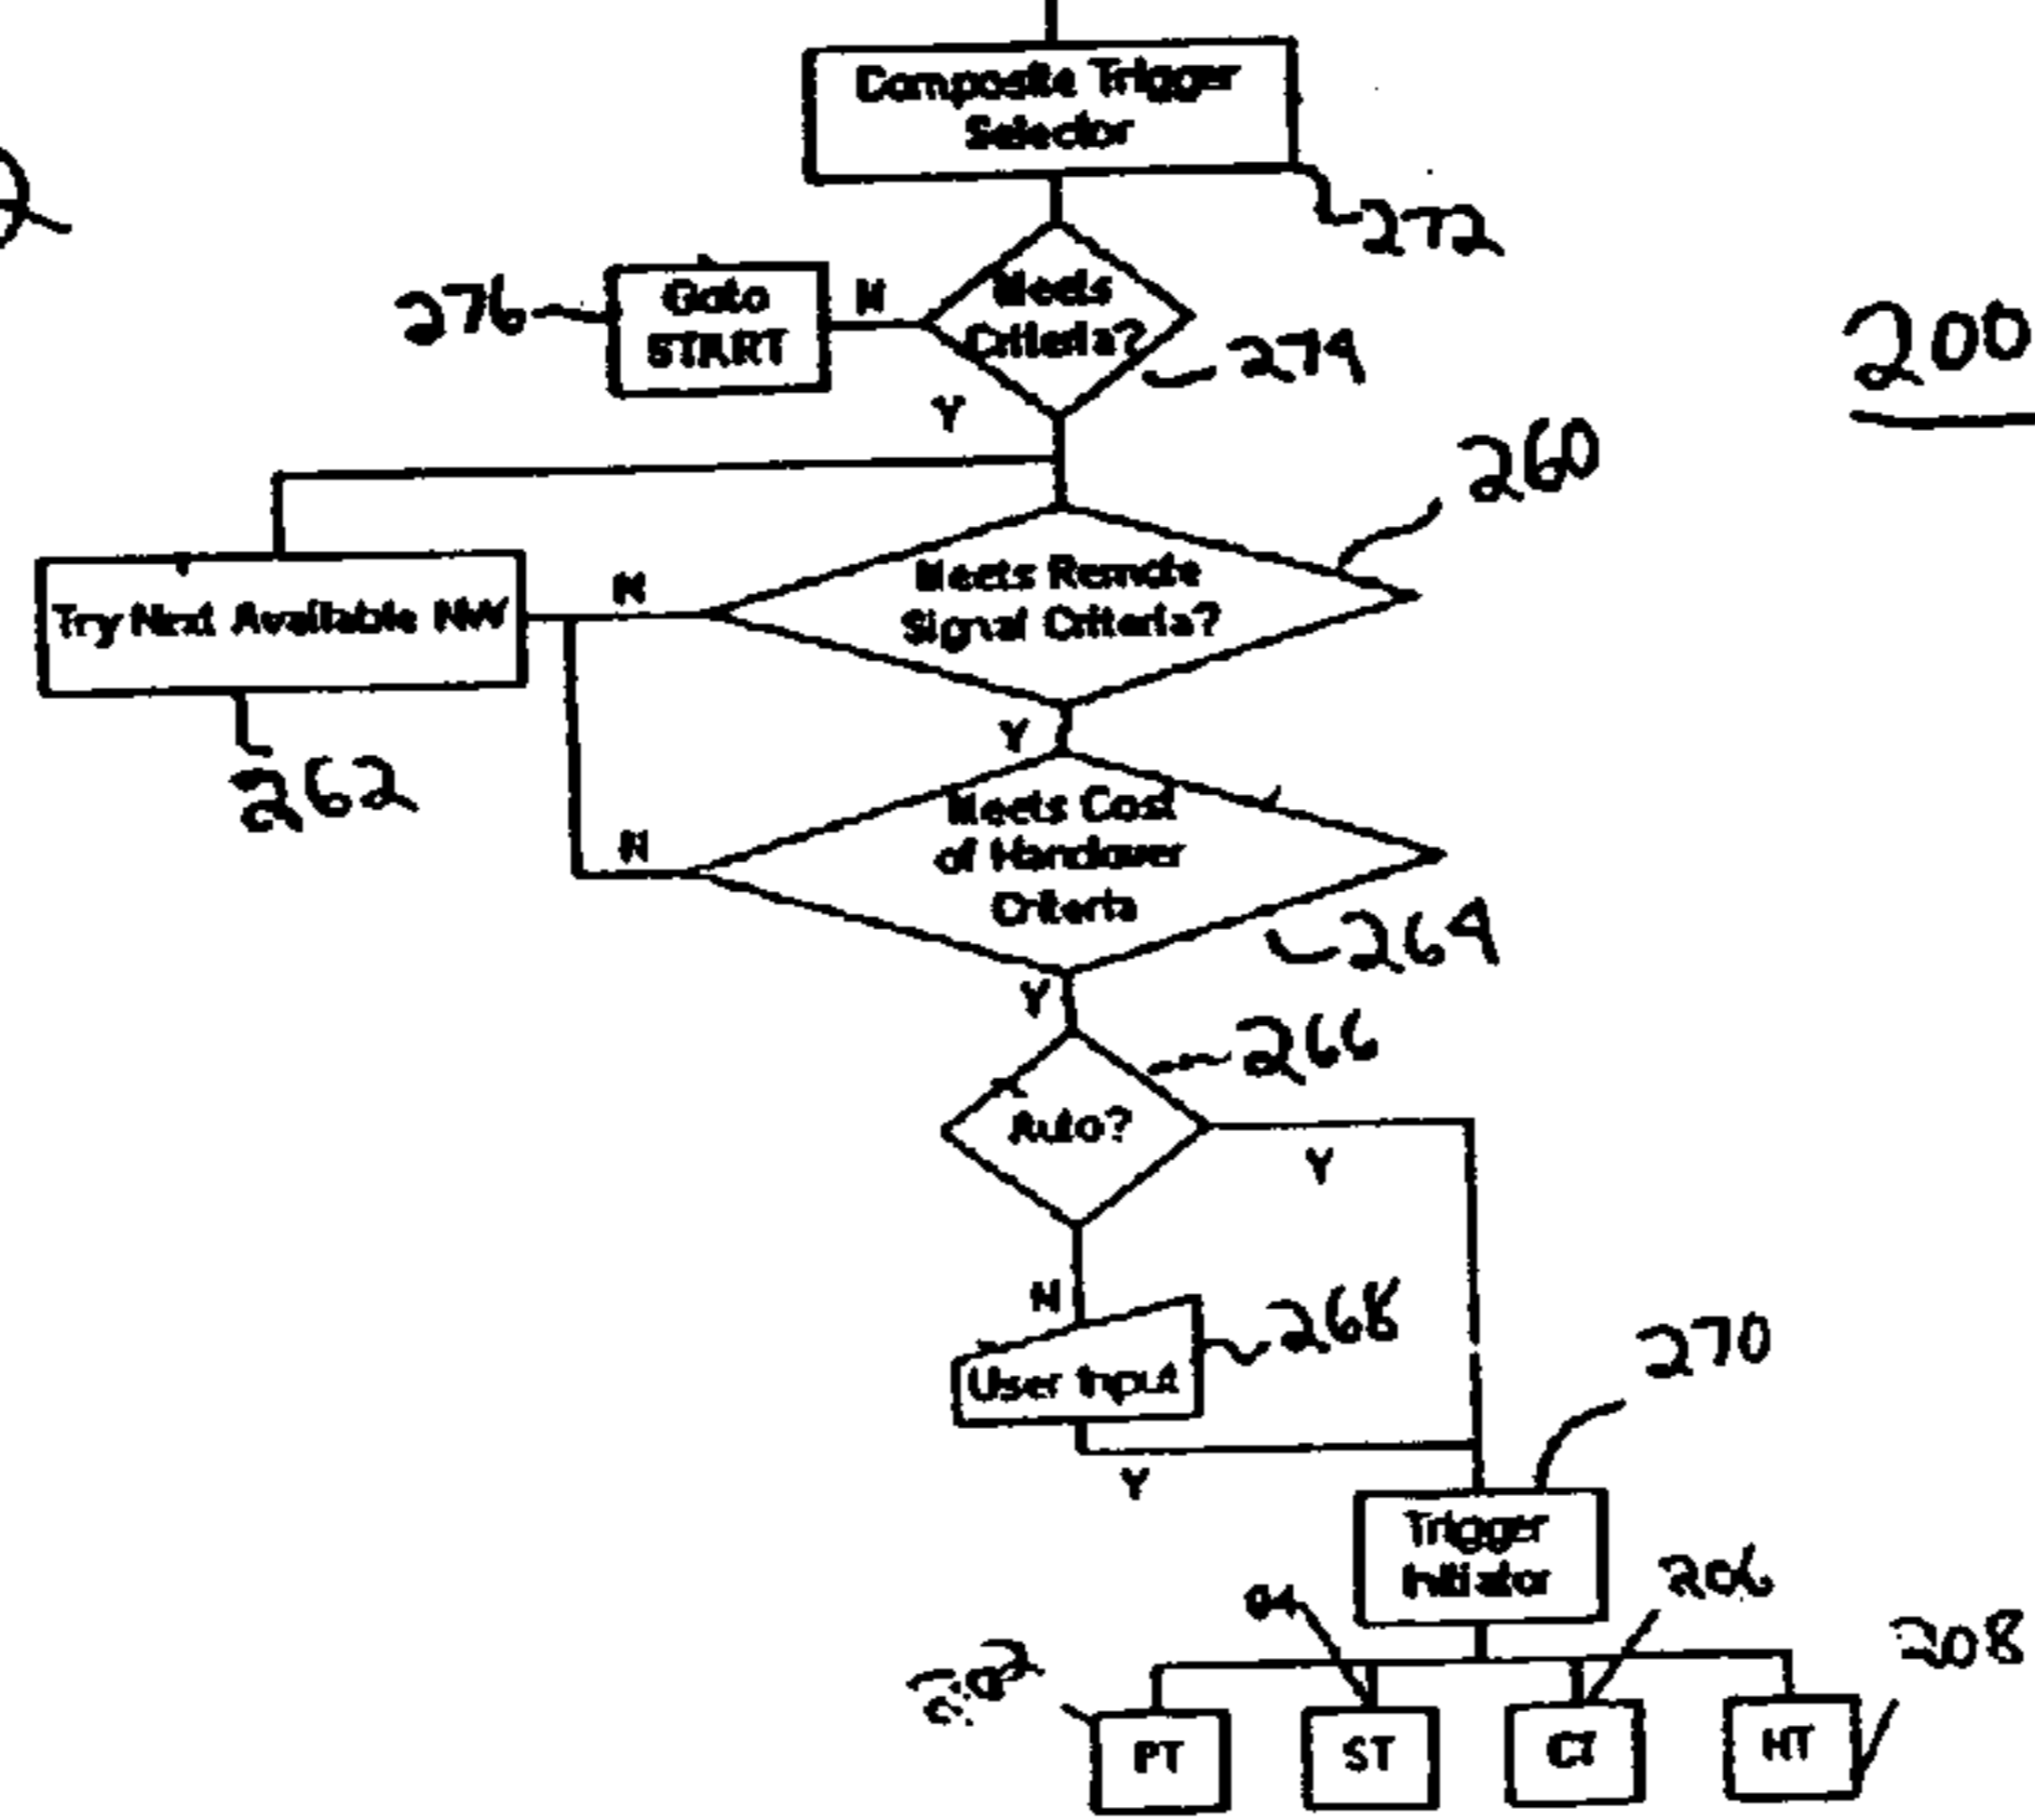 Composite Trigger
Selector
272
276
Goto
START
N
Meets
Criteria?
274
200
Y
260
Try Next Available NW
N
Meets Remote
Signal Criteria?
262
Y
N
Meets Cost
of Handover
Criteria
264
Y
266
Auto?
Y
N
User Input
268
270
Y
Trigger
Initiator
206
208
PT
ST
CT
HT